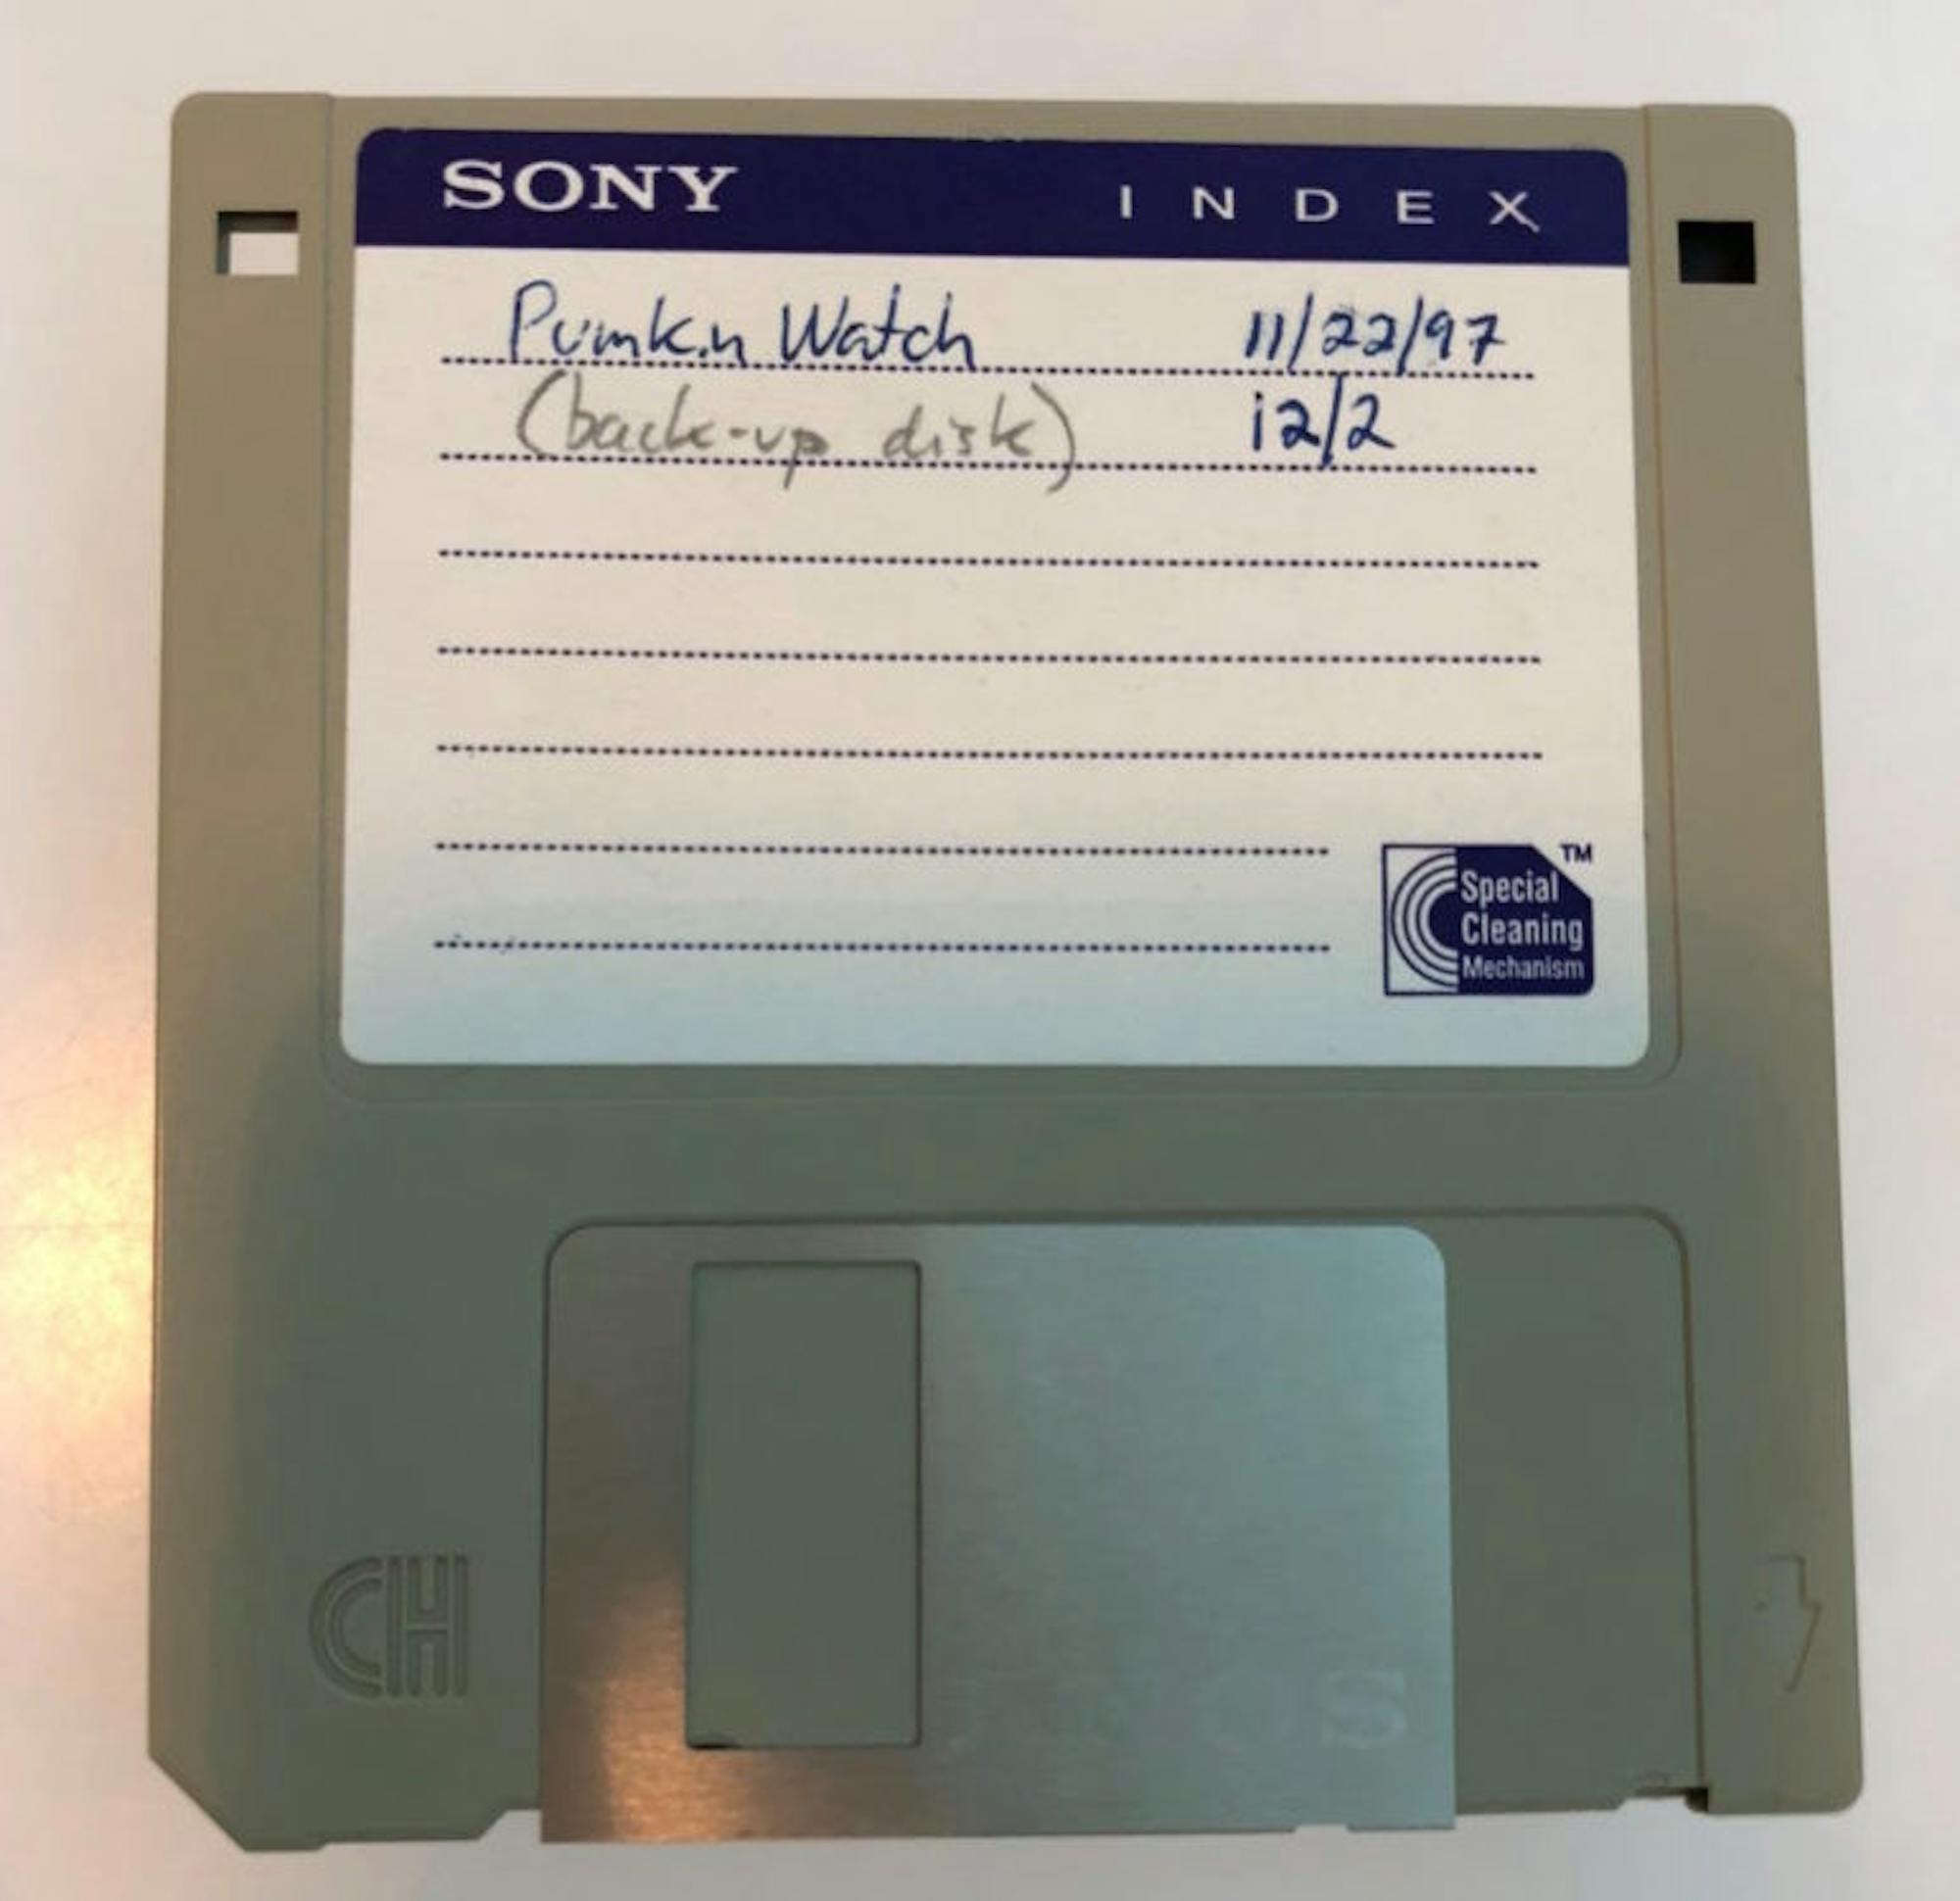 SONY INDEX
Pumkin Watch 11/22/97
(back-up disk) 12/2
TM
Special
Cleaning
Mechanism
S